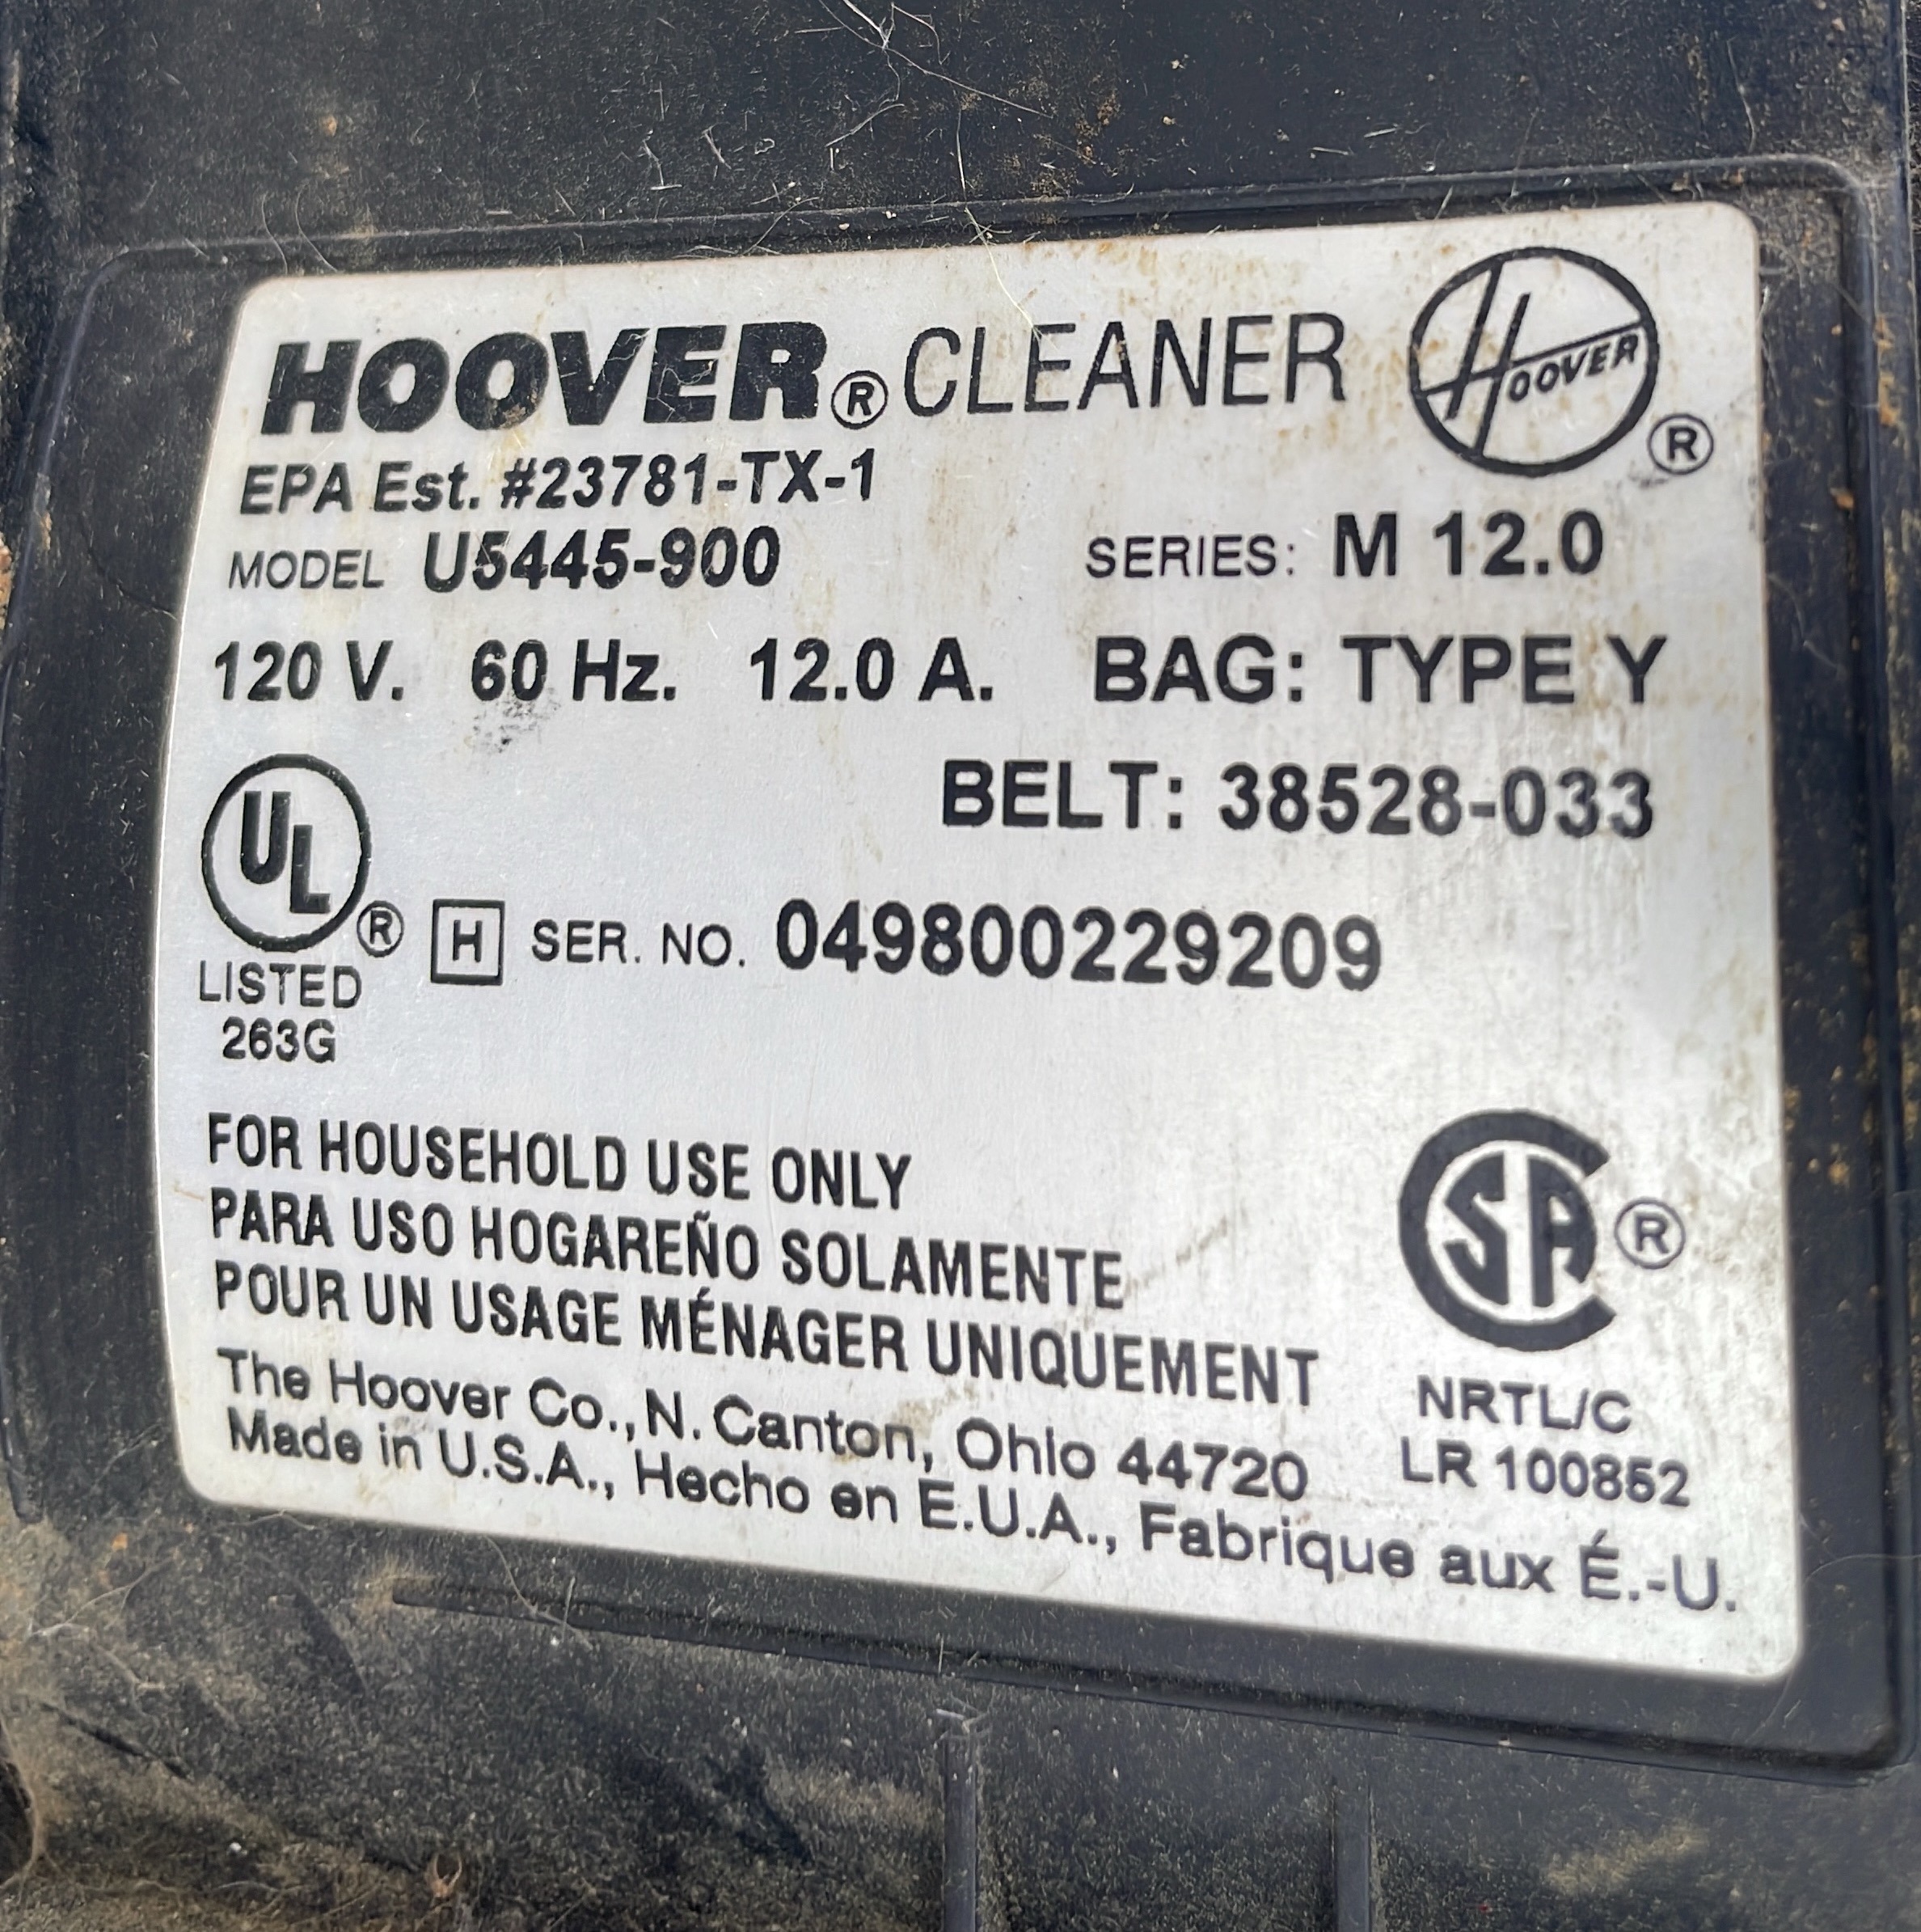 HOOVER® CLEANER HOOVER ®
EPA Est. #23781-TX-1
MODEL U5445-900 SERIES: M 12.0
120 V. 60 Hz. 12.0 A. BAG: TYPE Y
BELT: 38528-033
UL ®
H SER. NO. 049800229209
LISTED
263G
FOR HOUSEHOLD USE ONLY
PARA USO HOGAREÑO SOLAMENTE
POUR UN USAGE MÉNAGER UNIQUEMENT
The Hoover Co., N. Canton, Ohio 44720
Made in U.S.A., Hecho en E.U.A., Fabrique aux É.-U.
SA ®
NRTL/C
LR 100852